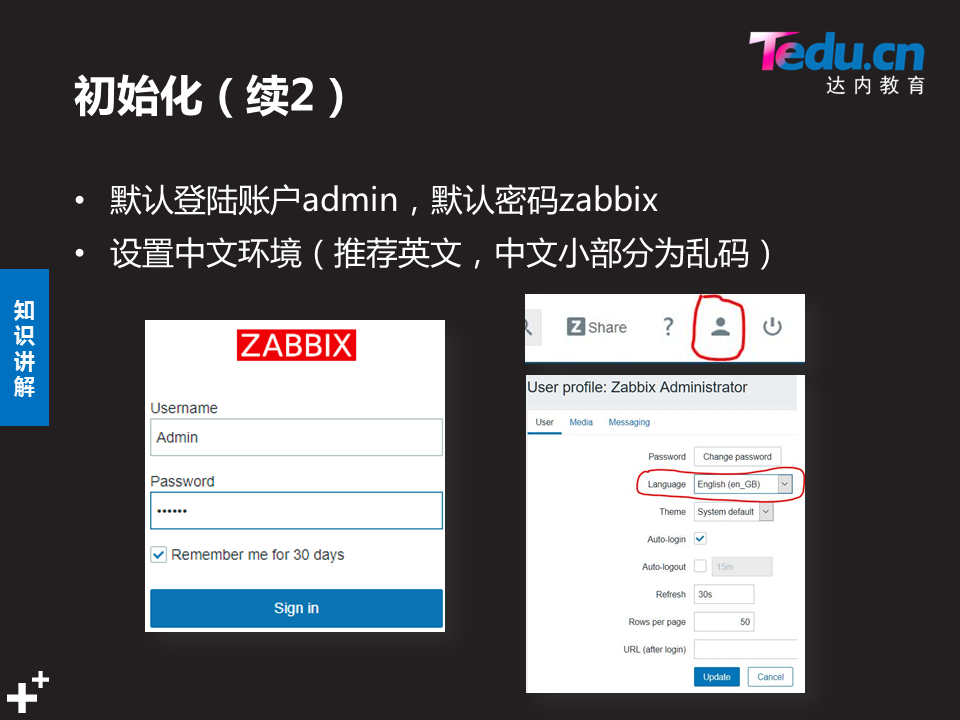 Tedu.cn
达内教育
初始化（续2）
• 默认登陆账户admin，默认密码zabbix
• 设置中文环境（推荐英文，中文小部分为乱码）
知识讲解
ZABBIX
Username
Admin
Password
••••••
Remember me for 30 days
Sign in
Z Share ?
User profile: Zabbix Administrator
User Media Messaging
Password Change password
Language English (en_GB)
Theme System default
Auto-login
Auto-logout 15m
Refresh 30s
Rows per page 50
URL (after login)
Update Cancel